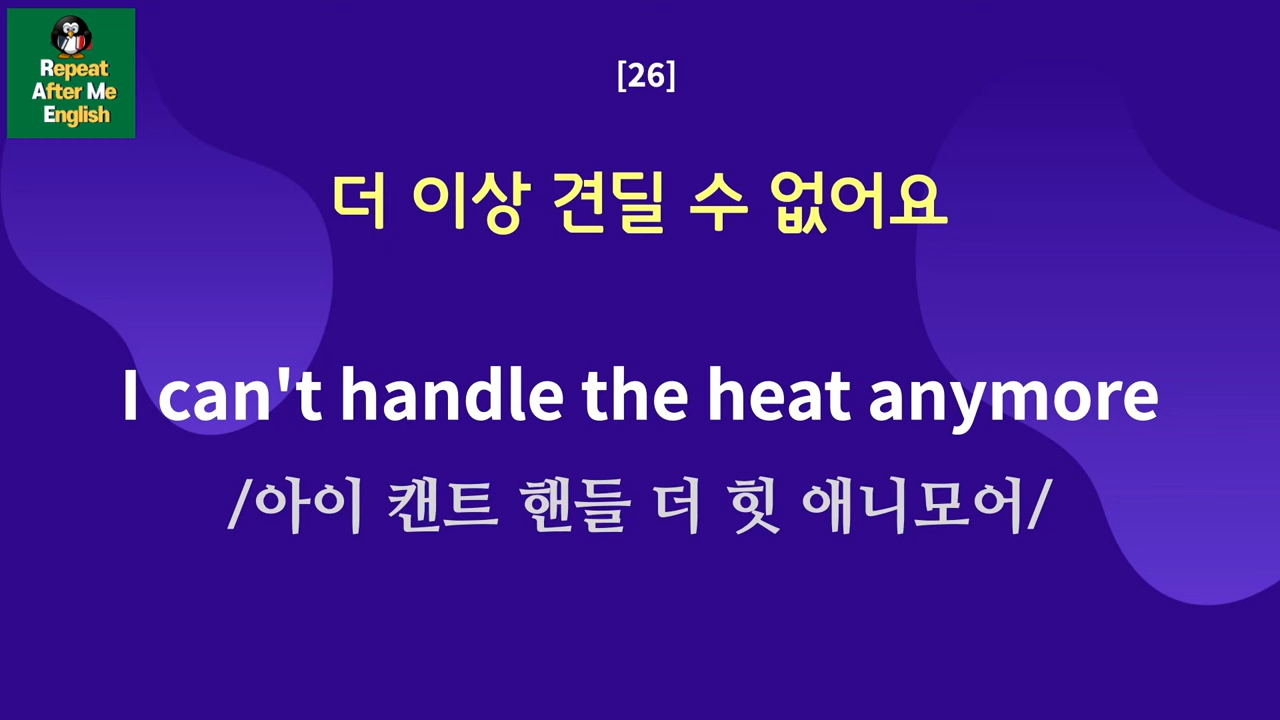 Repeat
After Me
English
[26]
더 이상 견딜 수 없어요
I can't handle the heat anymore
/아이 캔트 핸들 더 힛 애니모어/